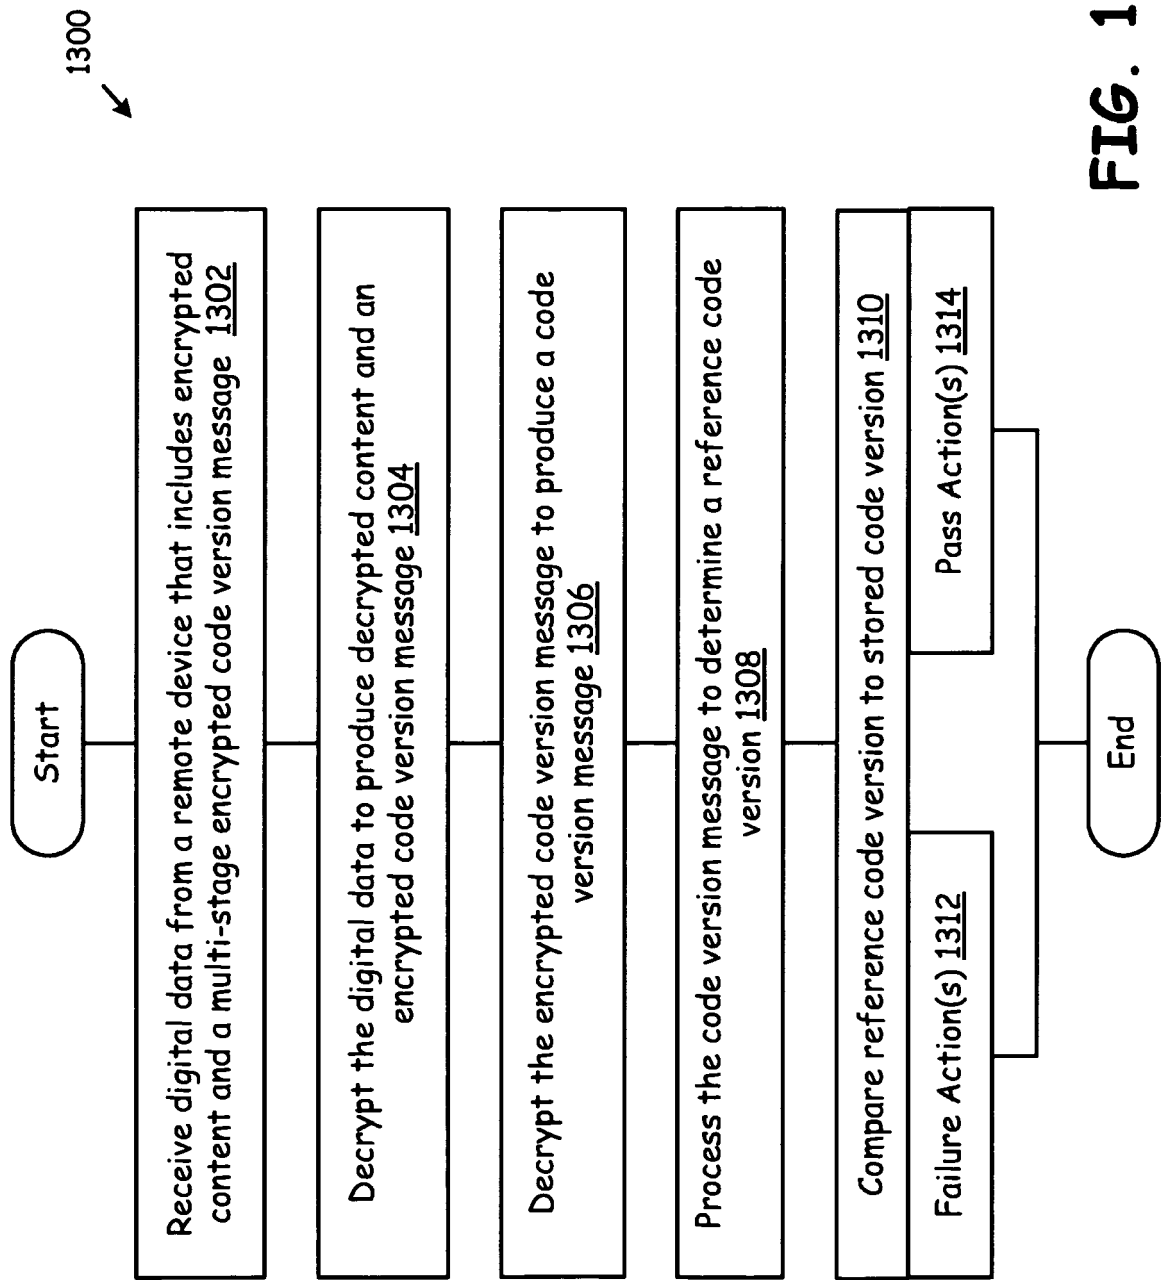 1300
Start
Receive digital data from a remote device that includes encrypted
content and a multi-stage encrypted code version message 1302
Decrypt the digital data to produce decrypted content and an
encrypted code version message 1304
Decrypt the encrypted code version message to produce a code
version message 1306
Process the code version message to determine a reference code
version 1308
Compare reference code version to stored code version 1310
Failure Action(s) 1312
Pass Action(s) 1314
End
FIG. 1